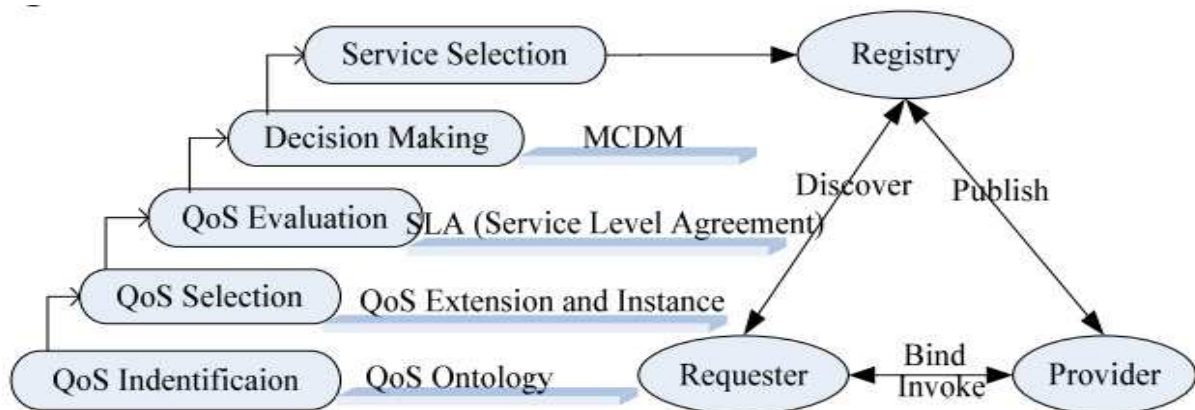 Service Selection
Registry
Decision Making
MCDM
Discover
Publish
QoS Evaluation
SLA (Service Level Agreement)
QoS Selection
QoS Extension and Instance
QoS Indentificaion
QoS Ontology
Requester
Bind
Invoke
Provider